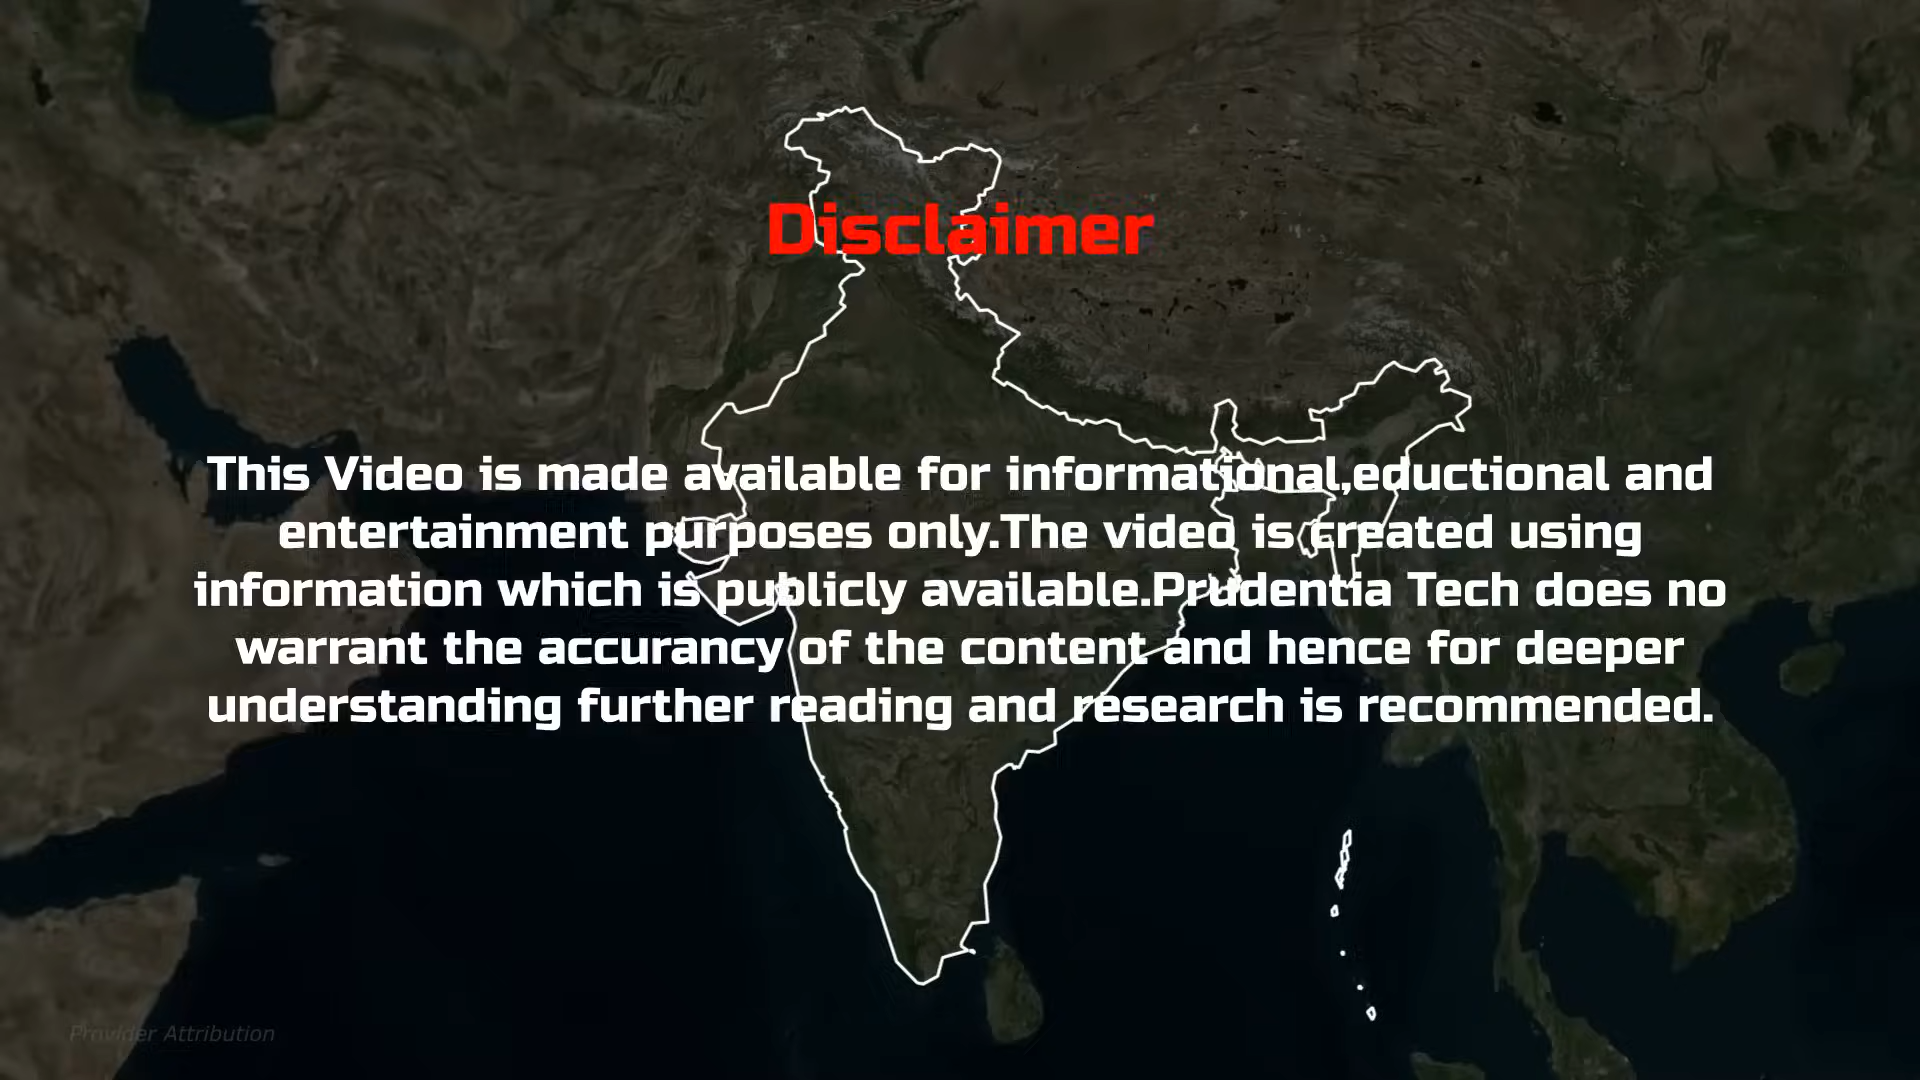 Disclaimer
This Video is made available for informational,eductional and
entertainment purposes only.The video is created using
information which is publicly available.Prudentia Tech does no
warrant the accurancy of the content and hence for deeper
understanding further reading and research is recommended.
Provider Attribution